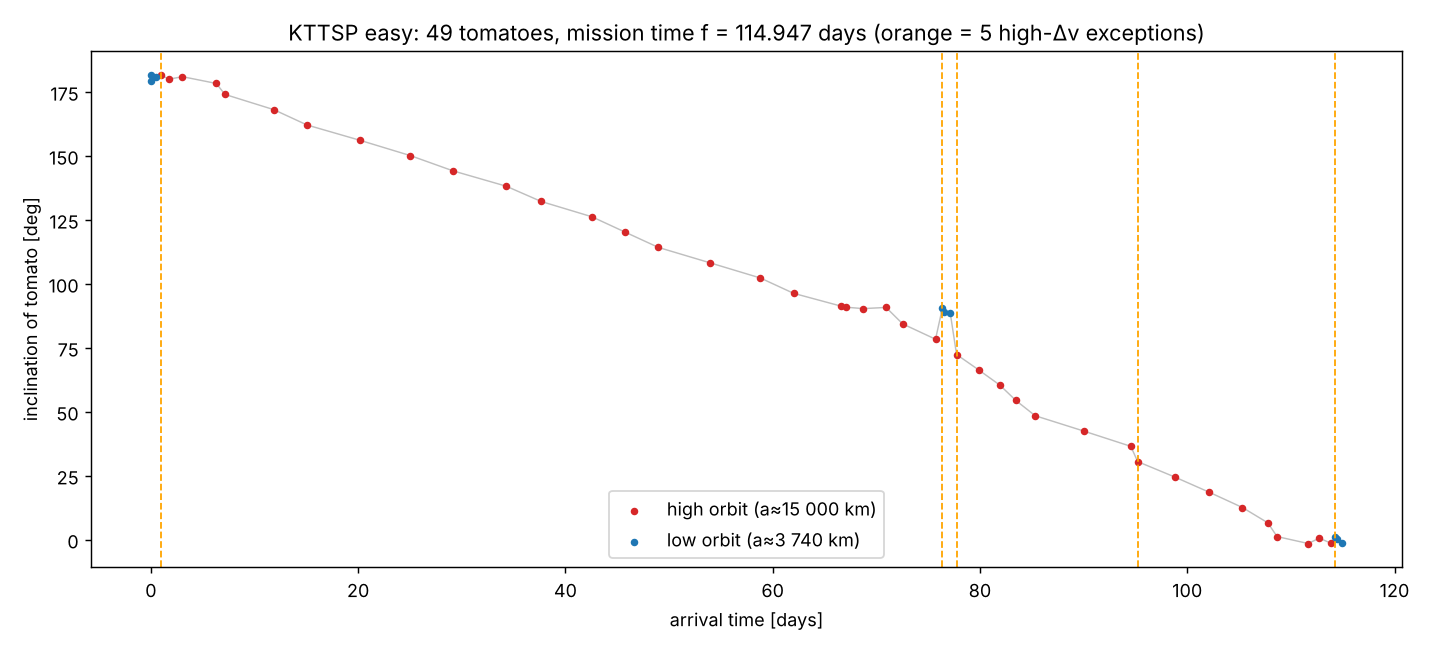 KTTSP easy: 49 tomatoes, mission time f = 114.947 days (orange = 5 high-Δv exceptions)
inclination of tomato [deg]
175
150
125
100
75
50
25
0
high orbit (a≈15 000 km)
low orbit (a≈3 740 km)
0 20 40 60 80 100 120
arrival time [days]